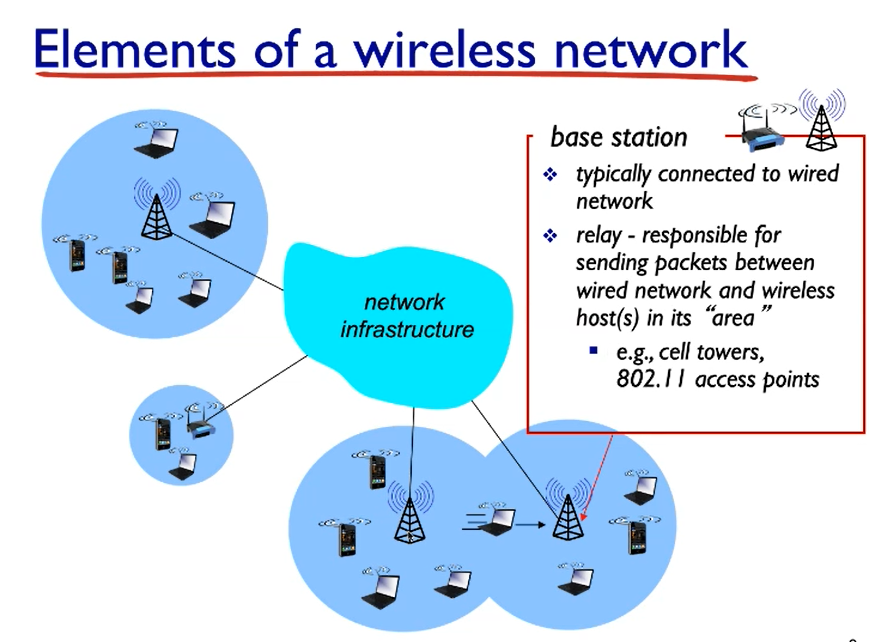 Elements of a wireless network
base station
❖ typically connected to wired
network
❖ relay - responsible for
sending packets between
wired network and wireless
host(s) in its “area”
▪ e.g., cell towers,
802.11 access points
network
infrastructure